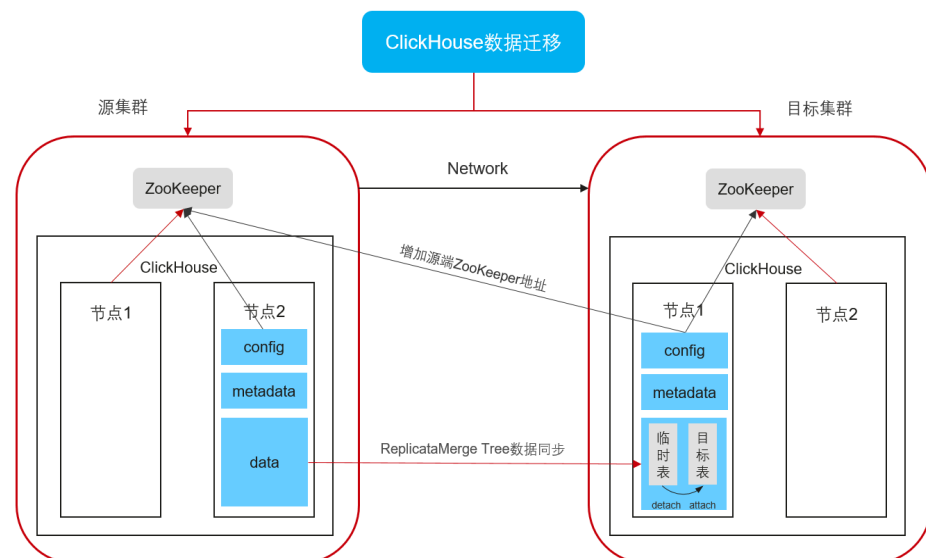 ClickHouse数据迁移
源集群
目标集群
Network
ZooKeeper
ZooKeeper
增加源端ZooKeeper地址
ClickHouse
ClickHouse
节点1
节点2
节点1
节点2
config
config
metadata
metadata
data
ReplicataMerge Tree数据同步
临时表
目标表
detach
attach